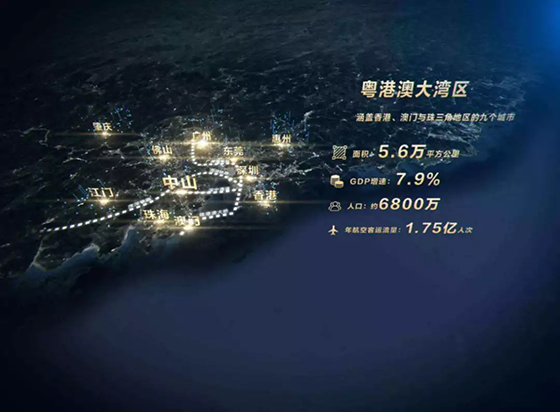 粤港澳大湾区
涵盖香港、澳门与珠三角地区的九个城市
面积：5.6万平方公里
GDP增速：7.9%
人口：约6800万
年航空客运流量：1.75亿人次
肇庆
广州
惠州
佛山
东莞
深圳
中山
江门
香港
珠海
澳门